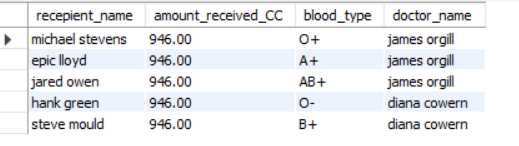 recepient_name amount_received_CC blood_type doctor_name
michael stevens 946.00 O+ james orgill
epic lloyd 946.00 A+ james orgill
jared owen 946.00 AB+ james orgill
hank green 946.00 O- diana cowern
steve mould 946.00 B+ diana cowern